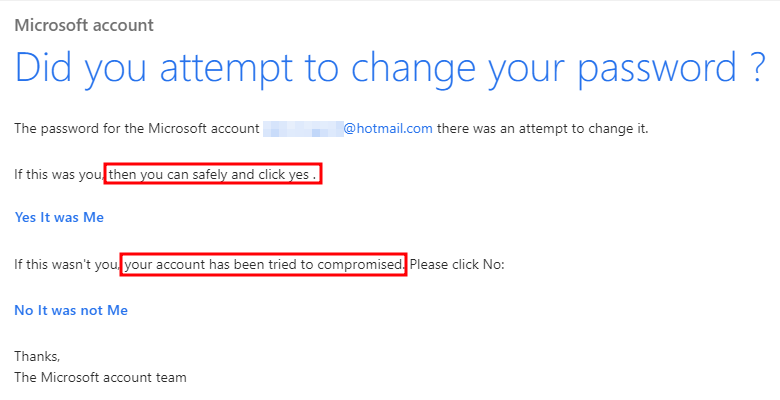 Microsoft account
Did you attempt to change your password ?
The password for the Microsoft account @hotmail.com there was an attempt to change it.
If this was you, then you can safely and click yes .
Yes It was Me
If this wasn't you, your account has been tried to compromised. Please click No:
No It was not Me
Thanks,
The Microsoft account team